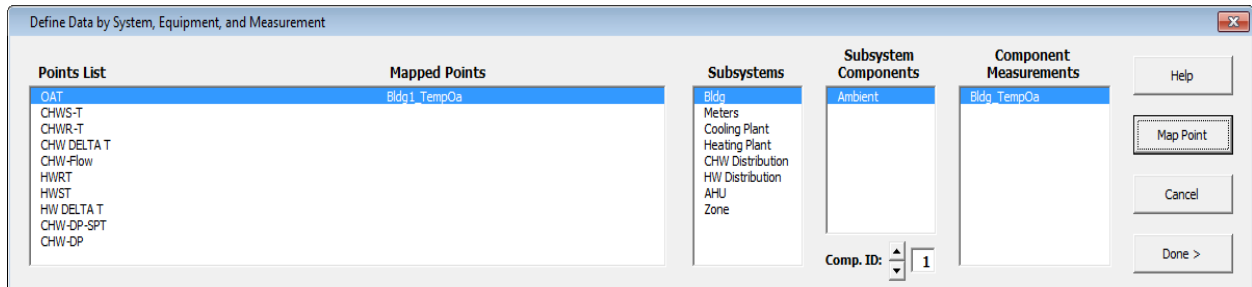 Define Data by System, Equipment, and Measurement
Points List
Mapped Points
Subsystems
Subsystem
Components
Component
Measurements
OAT
Bldg1_TempOa
CHWS-T
CHWR-T
CHW DELTA T
CHW-Flow
HWRT
HWST
HW DELTA T
CHW-DP-SPT
CHW-DP
Bldg
Meters
Cooling Plant
Heating Plant
CHW Distribution
HW Distribution
AHU
Zone
Ambient
Comp. ID:
1
Bldg_TempOa
Help
Map Point
Cancel
Done >